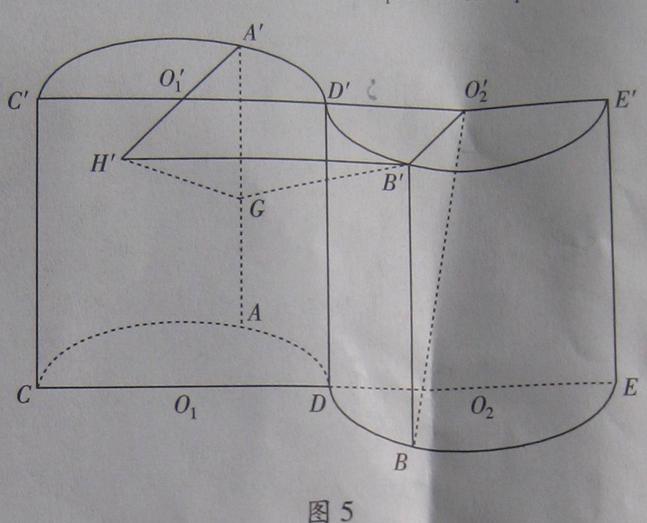 A'
C' O₁' D' O₂' E'
H' B'
G
A
C O₁ D O₂ E
B
图 5